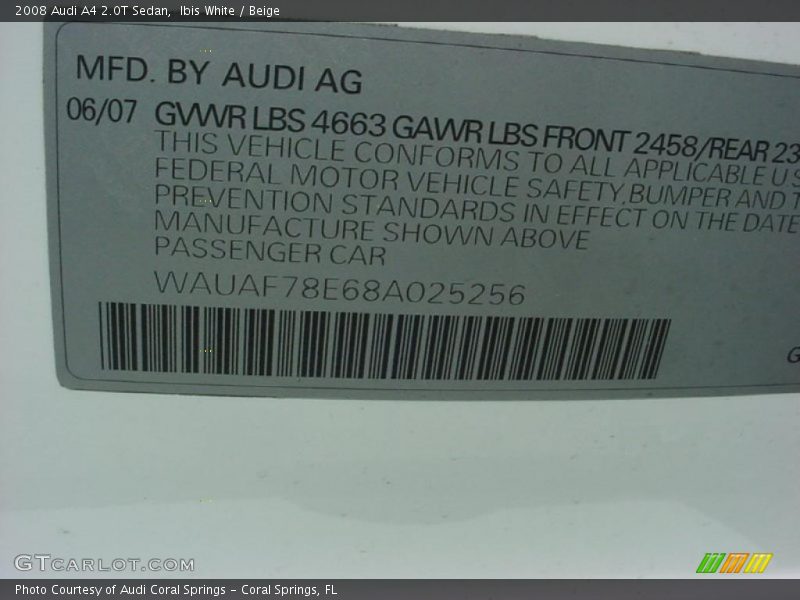 2008 Audi A4 2.0T Sedan,  Ibis White / Beige
MFD. BY AUDI AG
06/07 GVWR LBS 4663 GAWR LBS FRONT 2458/REAR 23
THIS VEHICLE CONFORMS TO ALL APPLICABLE U.S
FEDERAL MOTOR VEHICLE SAFETY, BUMPER AND T
PREVENTION STANDARDS IN EFFECT ON THE DATE
MANUFACTURE SHOWN ABOVE
PASSENGER CAR
WAUAF78E68A025256
G
GTCARLOT.COM
Photo Courtesy of Audi Coral Springs – Coral Springs, FL